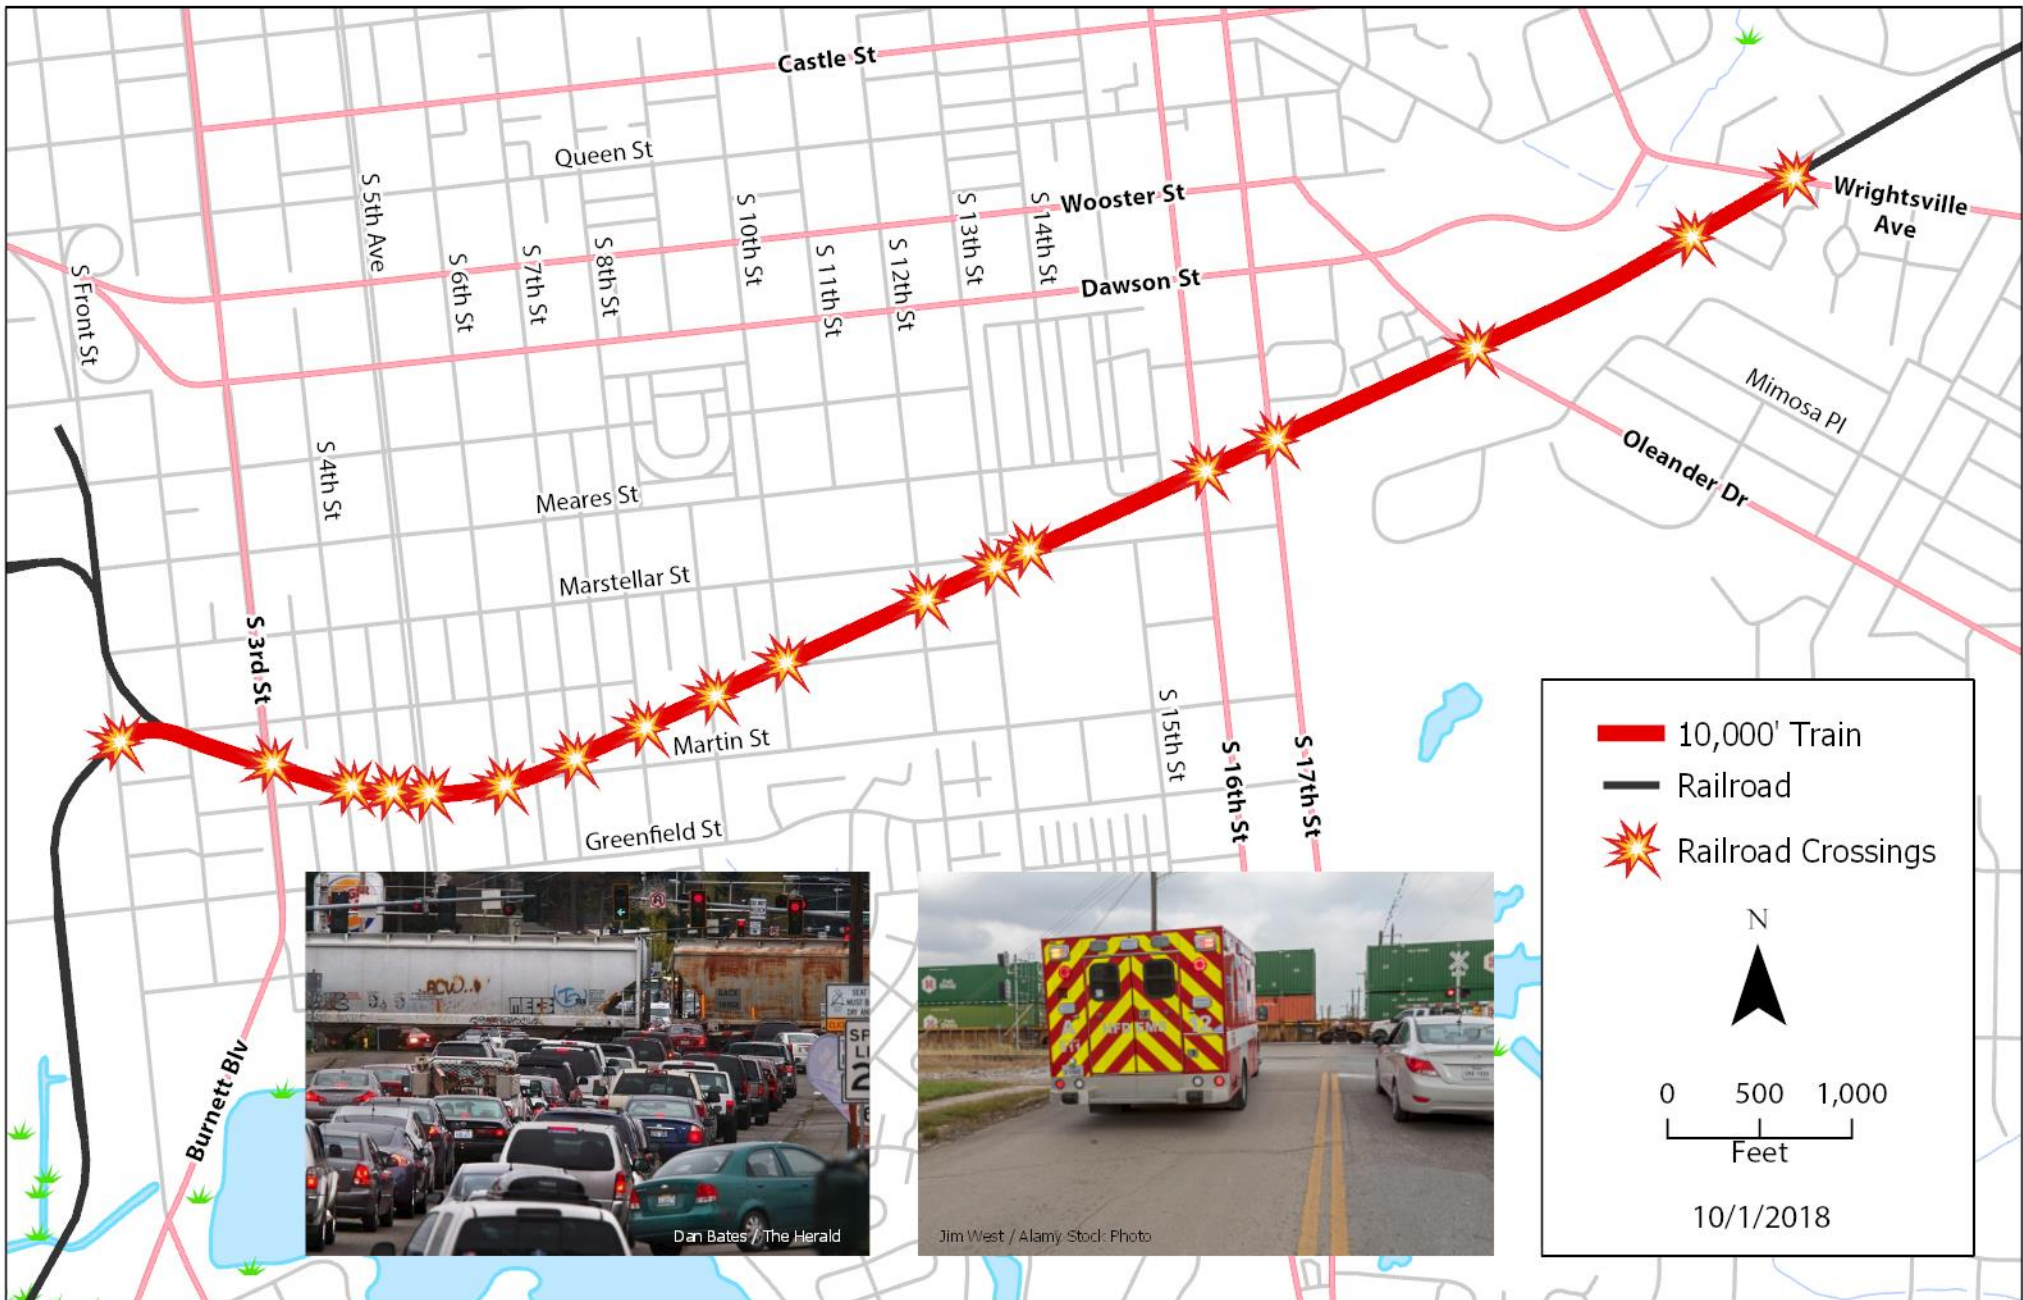 Castle St
Queen St
S 5th Ave
Wooster St
S 10th St
S 13th St
S 14th St
Wrightsville
Ave
S 6th St
S 7th St
S 8th St
S 11th St
S 12th St
Dawson St
S Front St
Mimosa Pl
Oleander Dr
S 4th St
Meares St
Marstellar St
S 3rd St
Martin St
S 15th St
S 16th St
S 17th St
Greenfield St
Burnett Blv
Dan Bates / The Herald
Jim West / Alamy Stock Photo
10,000' Train
Railroad
Railroad Crossings
N
0 500 1,000
Feet
10/1/2018